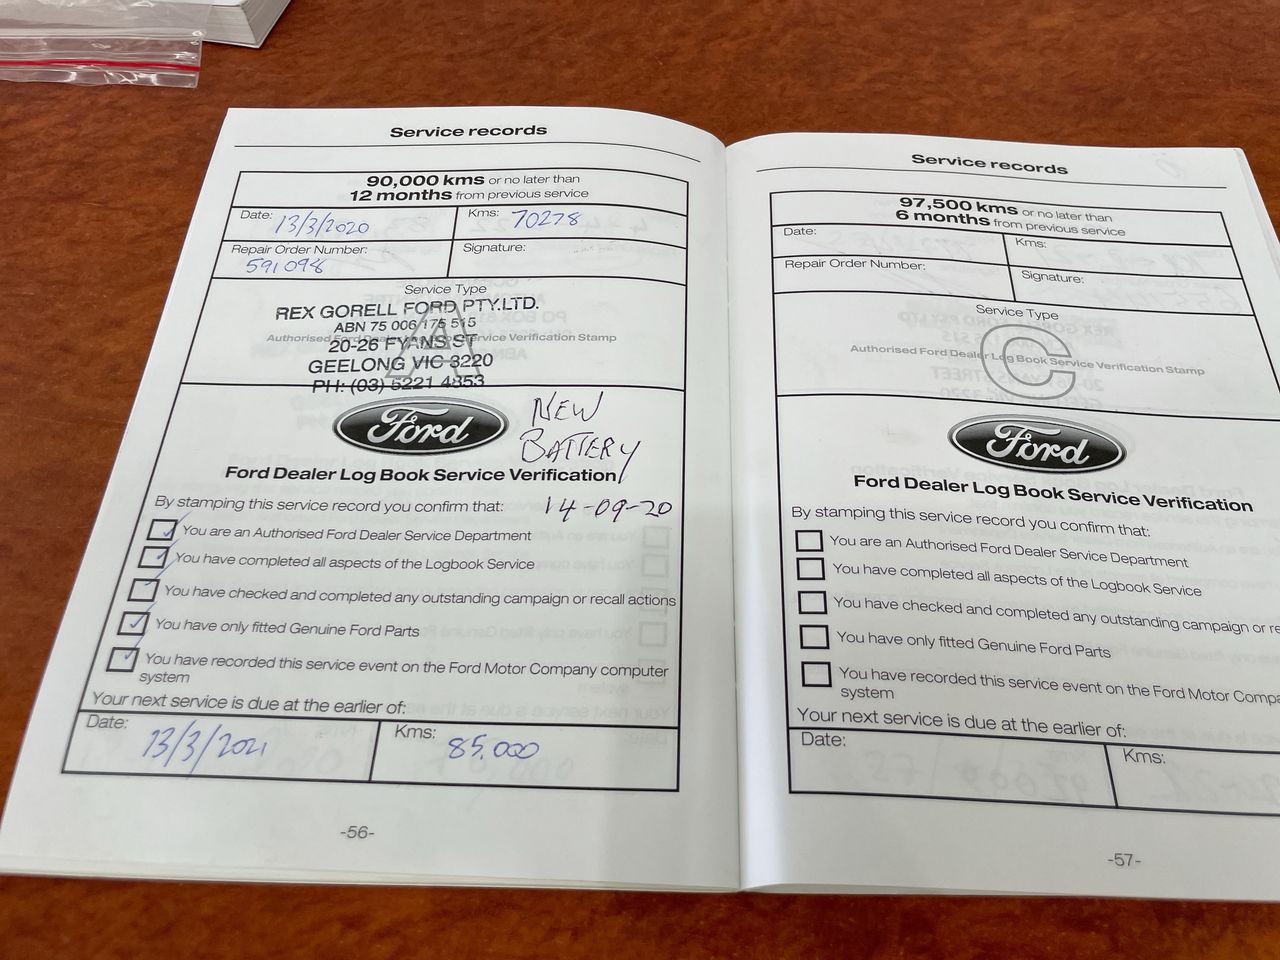 Service records
90,000 kms or no later than
12 months from previous service
Date: 13/3/2020 Kms: 70278
Repair Order Number: Signature:
591098
Service Type
REX GORELL FORD PTY.LTD.
ABN 75 006 175 515
Authorised Ford Dealer Log Book Service Verification Stamp
A
20-26 FYANS ST
GEELONG VIC 3220
PH: (03) 5221 4853
Ford
NEW
BATTERY
Ford Dealer Log Book Service Verification
By stamping this service record you confirm that: 14-09-20
You are an Authorised Ford Dealer Service Department
You have completed all aspects of the Logbook Service
You have checked and completed any outstanding campaign or recall actions
You have only fitted Genuine Ford Parts
You have recorded this service event on the Ford Motor Company computer
system
Your next service is due at the earlier of:
Date: 13/3/2021 Kms: 85,000
-56-
Service records
97,500 kms or no later than
6 months from previous service
Date: Kms:
Repair Order Number: Signature:
Service Type
C
Authorised Ford Dealer Log Book Service Verification Stamp
Ford
Ford Dealer Log Book Service Verification
By stamping this service record you confirm that:
You are an Authorised Ford Dealer Service Department
You have completed all aspects of the Logbook Service
You have checked and completed any outstanding campaign or re
You have only fitted Genuine Ford Parts
You have recorded this service event on the Ford Motor Comp
system
Your next service is due at the earlier of:
Date: Kms:
-57-